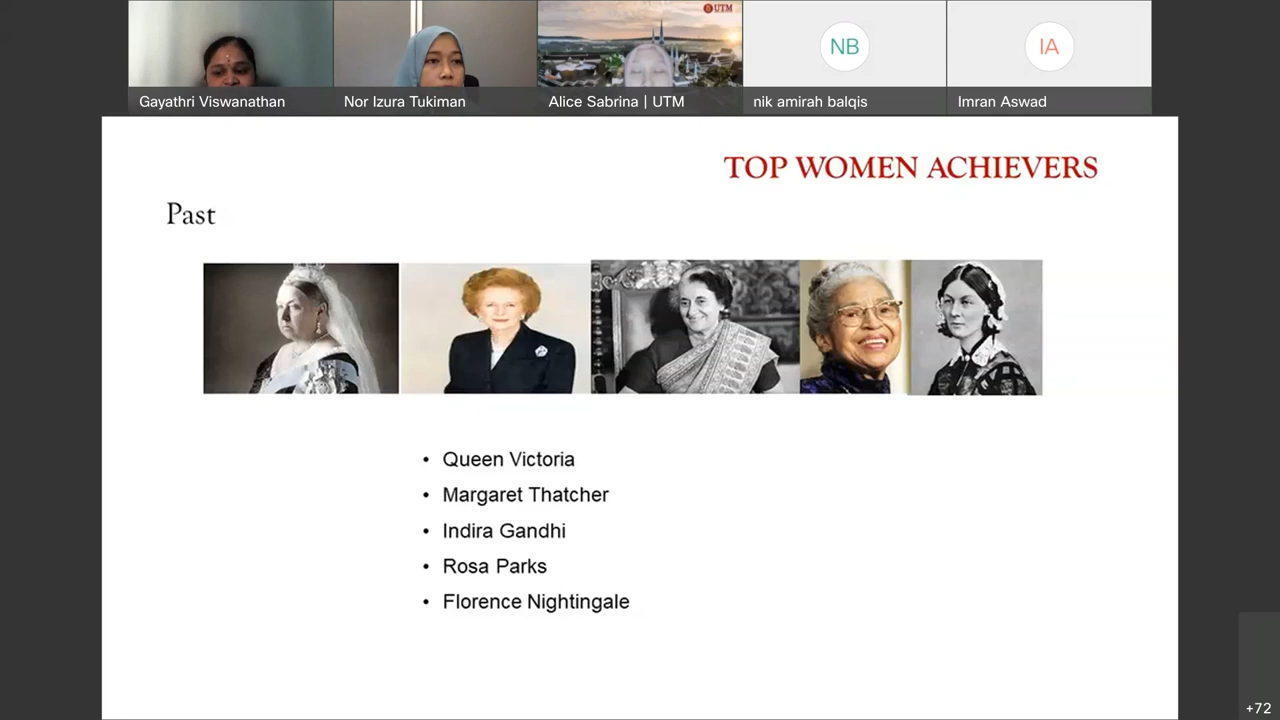 UTM
Gayathri Viswanathan
Nor Izura Tukiman
Alice Sabrina | UTM
NB
nik amirah balqis
IA
Imran Aswad
TOP WOMEN ACHIEVERS
Past
• Queen Victoria
• Margaret Thatcher
• Indira Gandhi
• Rosa Parks
• Florence Nightingale
+72